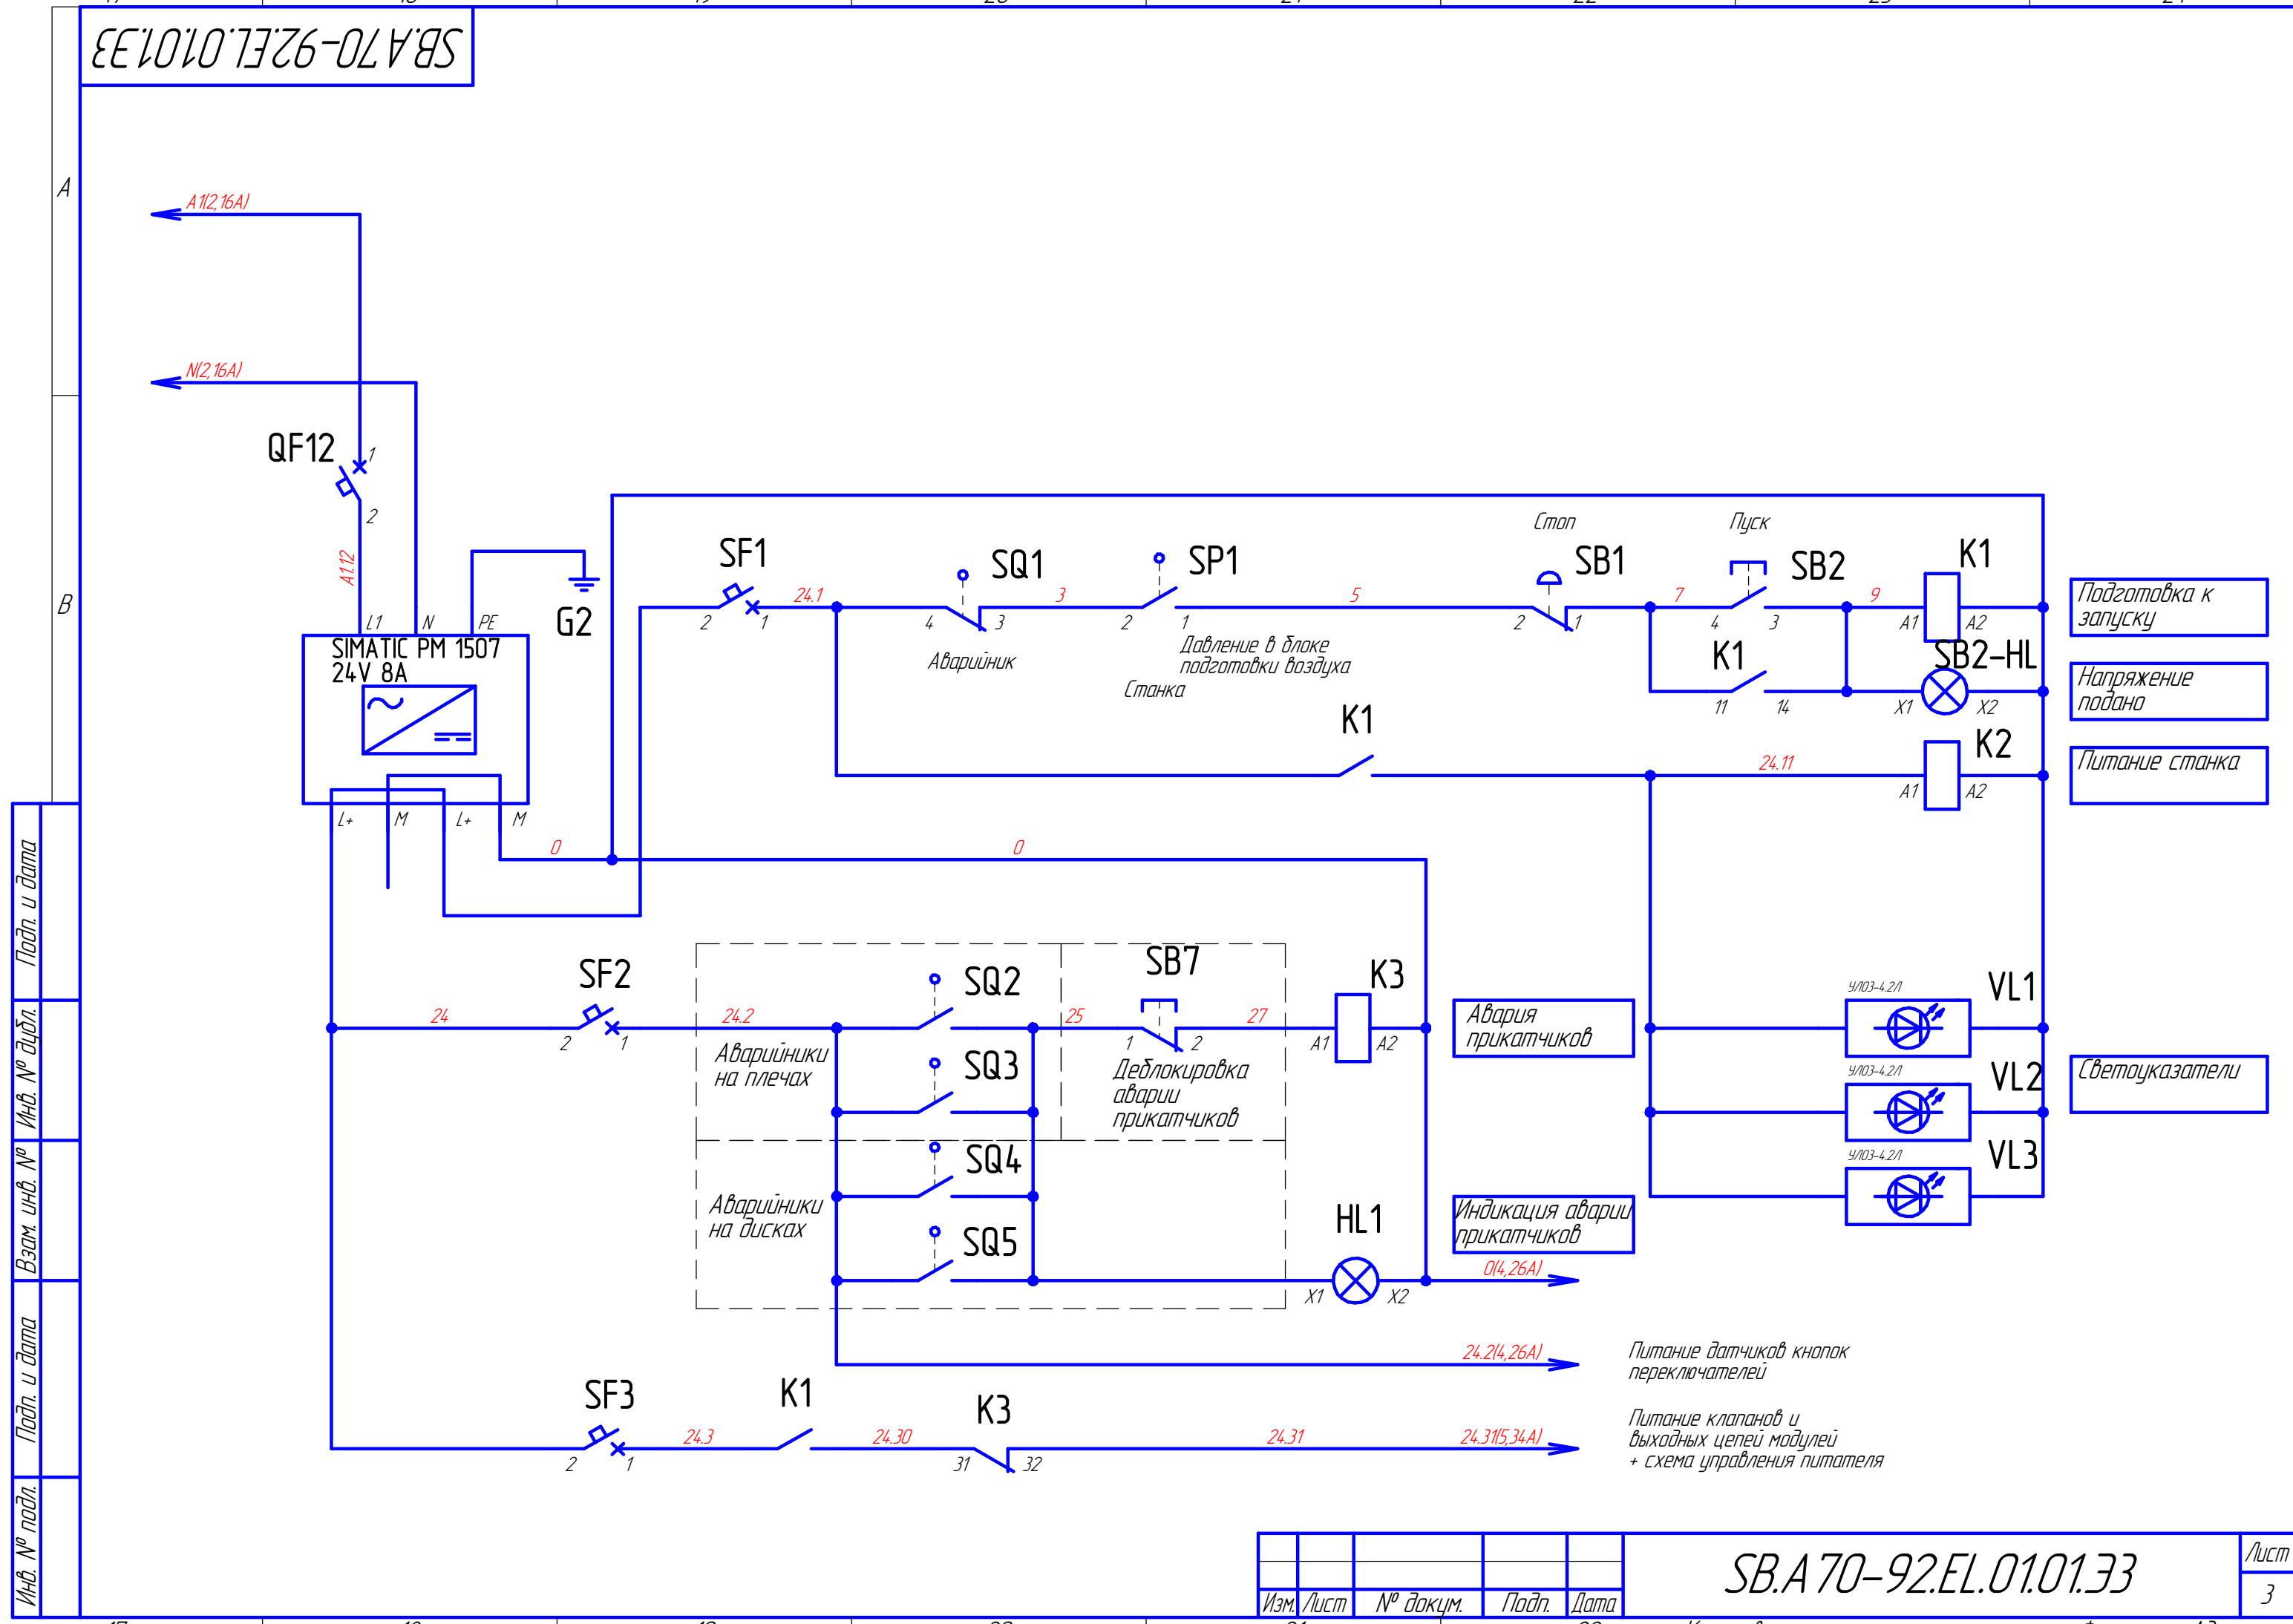 SB.A70-92.EL.01.01.ЭЗ
A
B
A1(2,16A)
N(2,16A)
QF12
1
2
A1.12
L1
N
PE
G2
SIMATIC PM 1507
24V 8A
L+
M
L+
M
0
0
SF1
2
1
24.1
SQ1
4
3
Аварийник
3
SP1
2
1
Давление в блоке
подготовки воздуха
Станка
5
Стоп
SB1
2
1
7
Пуск
SB2
4
3
9
K1
A1
A2
Подготовка к
запуску
K1
11
14
SB2-HL
X1
X2
Напряжение
подано
K1
24.11
K2
A1
A2
Питание станка
24
SF2
2
1
24.2
Аварийники
на плечах
SQ2
SQ3
25
SB7
1
2
Деблокировка
аварии
прикатчиков
27
K3
A1
A2
Авария
прикатчиков
Аварийники
на дисках
SQ4
SQ5
HL1
X1
X2
Индикация аварии
прикатчиков
0(4,26A)
УЛОЗ-4.2Л
VL1
УЛОЗ-4.2Л
VL2
УЛОЗ-4.2Л
VL3
Светоуказатели
24.2(4,26A)
Питание датчиков кнопок
переключателей
SF3
2
1
24.3
K1
24.30
K3
31
32
24.31
24.31(5,34A)
Питание клапанов и
выходных цепей модулей
+ схема управления питателя
Подп. и дата
Инв. № дубл.
Взам. инв. №
Подп. и дата
Инв. № подл.
Изм.
Лист
№ докум.
Подп.
Дата
SB.A70-92.EL.01.01.ЭЗ
Лист
3